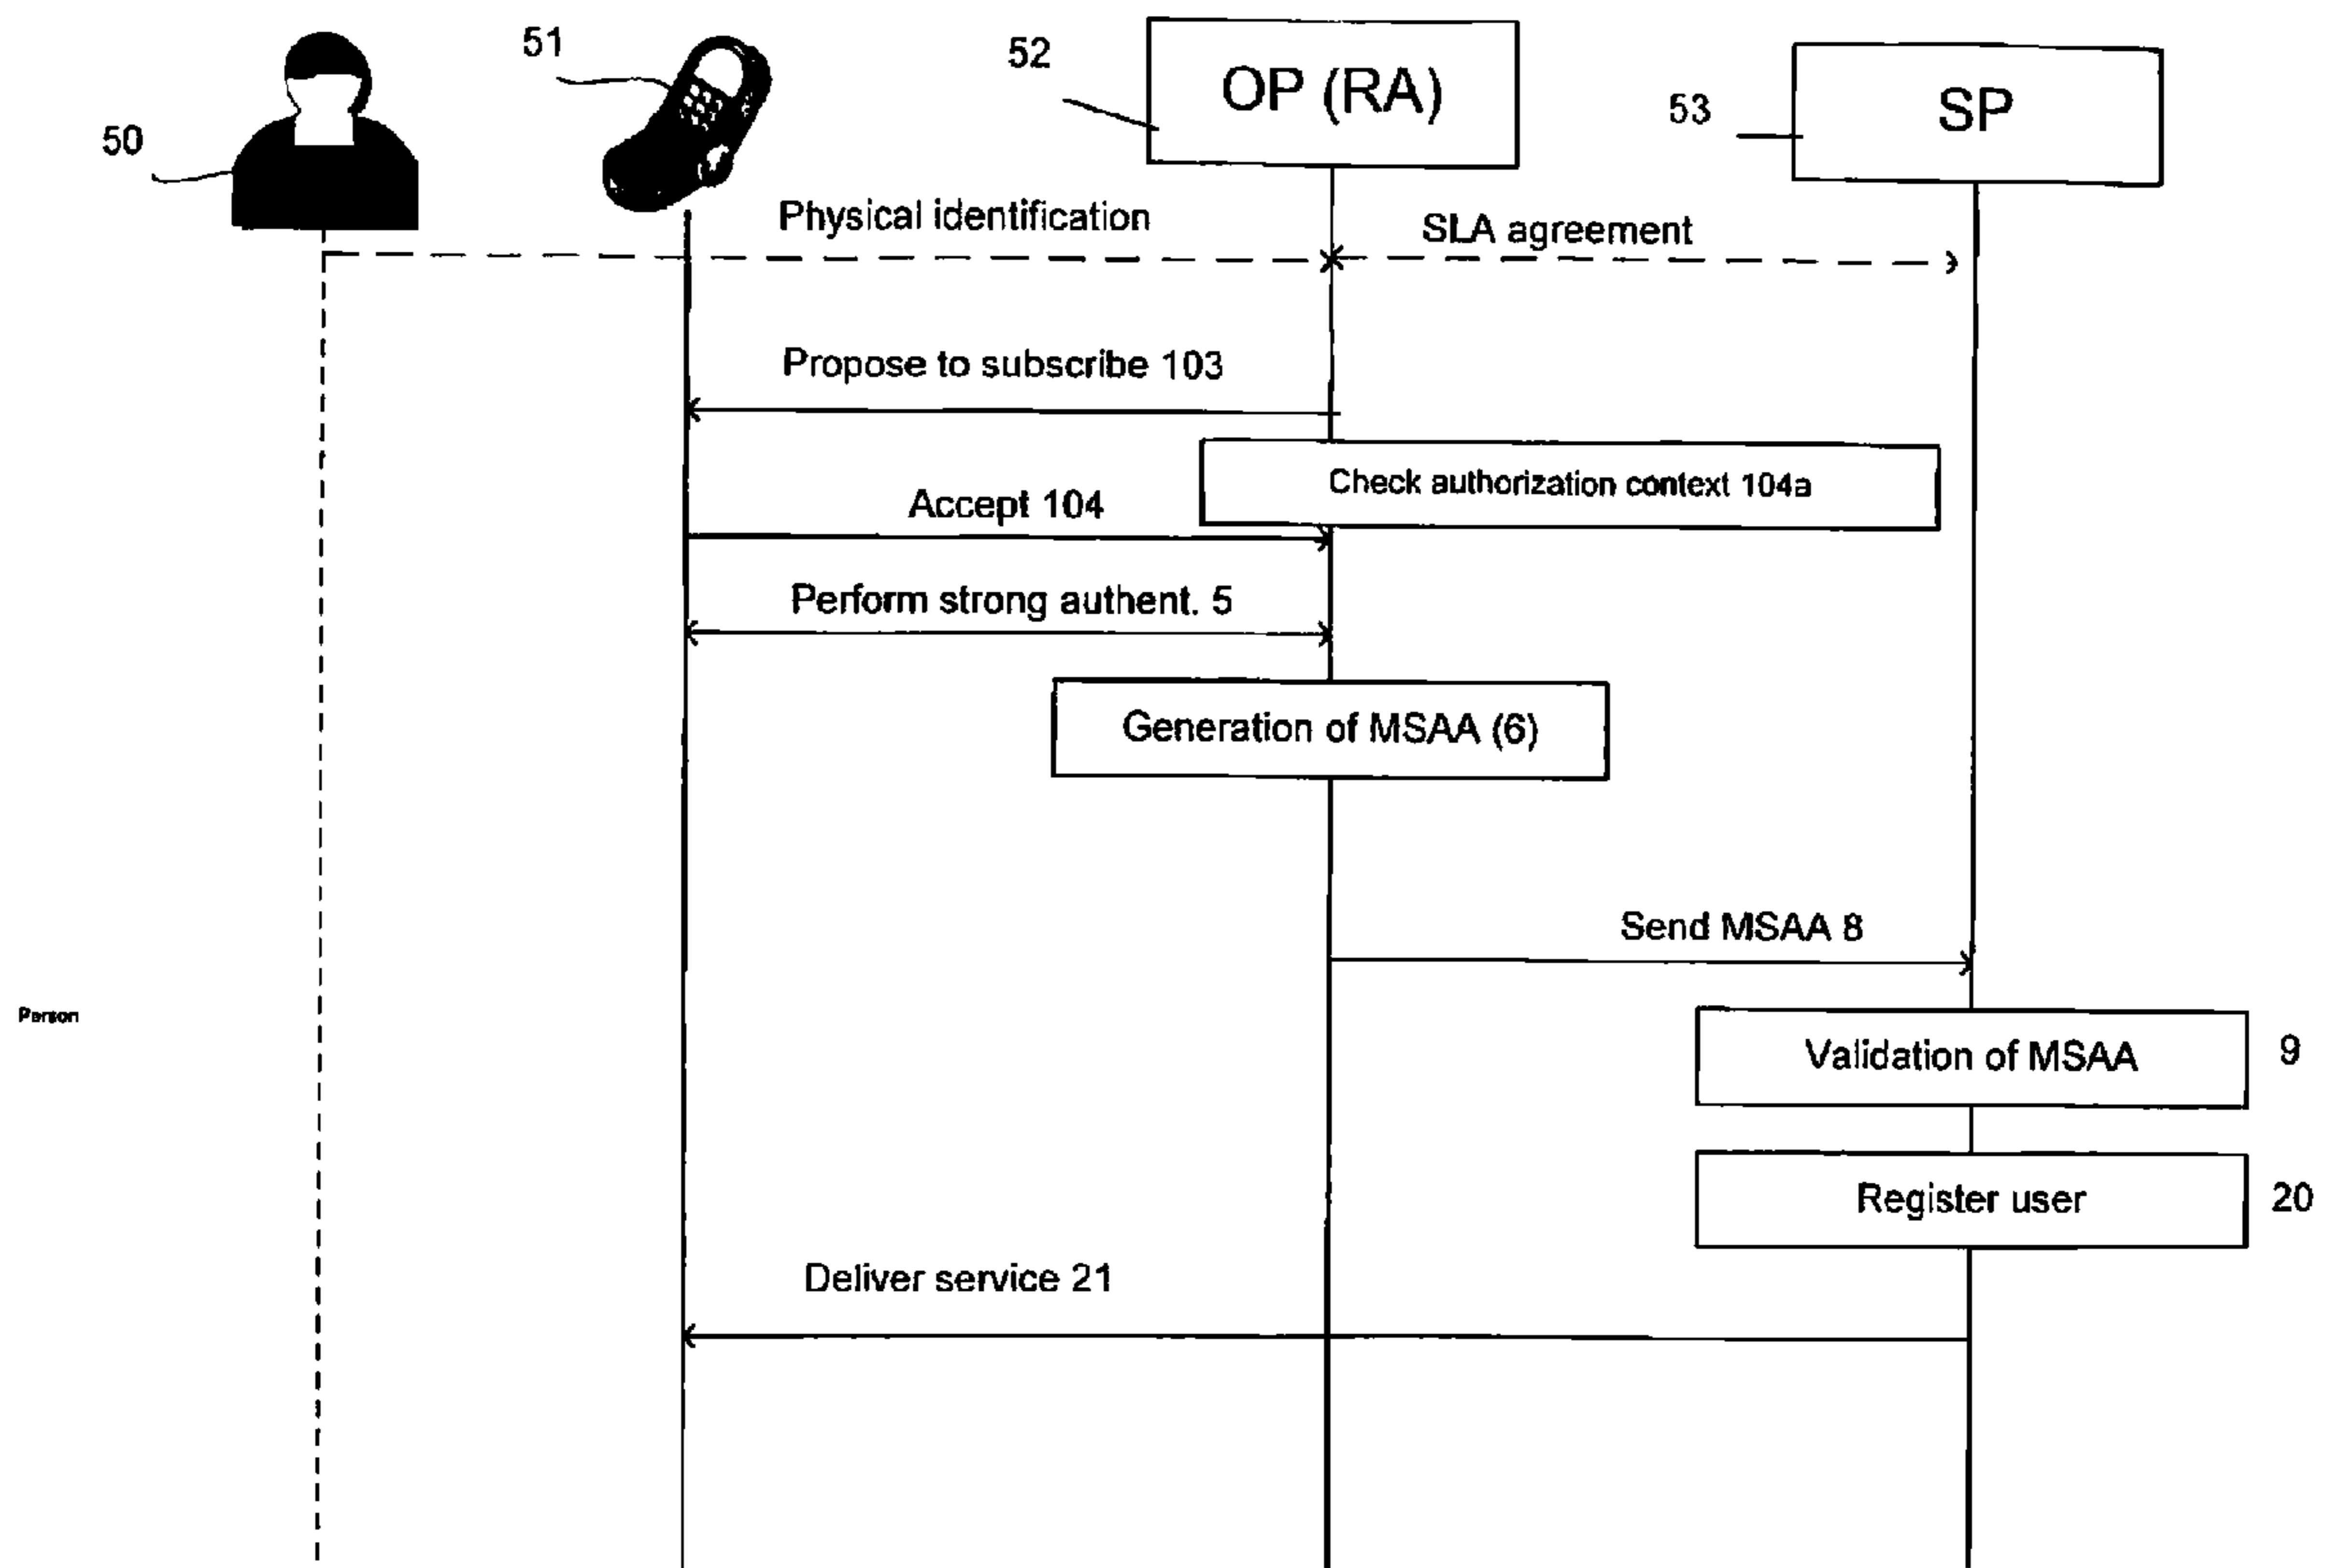 51
52
OP (RA)
53
SP
50
Physical identification
SLA agreement
Propose to subscribe 103
Check authorization context 104a
Accept 104
Perform strong authent. 5
Generation of MSAA (6)
Send MSAA 8
Person
Validation of MSAA
9
Register user
20
Deliver service 21